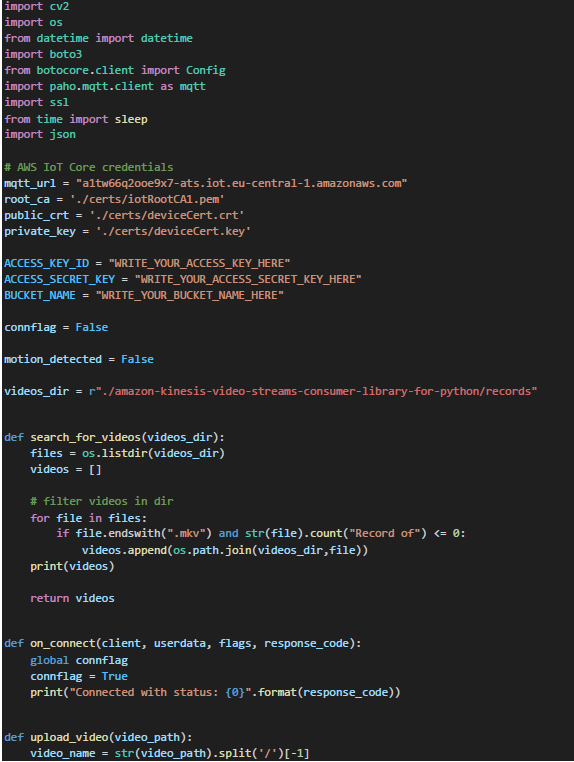 import cv2
import os
from datetime import datetime
import boto3
from botocore.client import Config
import paho.mqtt.client as mqtt
import ssl
from time import sleep
import json
# AWS IoT Core credentials
mqtt_url = "a1tw66q2ooe9x7-ats.iot.eu-central-1.amazonaws.com"
root_ca = './certs/iotRootCA1.pem'
public_crt = './certs/deviceCert.crt'
private_key = './certs/deviceCert.key'
ACCESS_KEY_ID = "WRITE_YOUR_ACCESS_KEY_HERE"
ACCESS_SECRET_KEY = "WRITE_YOUR_ACCESS_SECRET_KEY_HERE"
BUCKET_NAME = "WRITE_YOUR_BUCKET_NAME_HERE"
connflag = False
motion_detected = False
videos_dir = r"./amazon-kinesis-video-streams-consumer-library-for-python/records"
def search_for_videos(videos_dir):
    files = os.listdir(videos_dir)
    videos = []
    # filter videos in dir
    for file in files:
        if file.endswith(".mkv") and str(file).count("Record of") <= 0:
            videos.append(os.path.join(videos_dir,file))
    print(videos)
    return videos
def on_connect(client, userdata, flags, response_code):
    global connflag
    connflag = True
    print("Connected with status: {0}".format(response_code))
def upload_video(video_path):
    video_name = str(video_path).split('/')[-1]